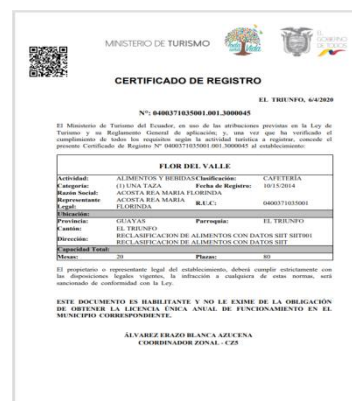 MINISTERIO DE TURISMO
EL
GOBIERNO
DE TODOS
CERTIFICADO DE REGISTRO
EL TRIUNFO, 6/4/2020
N°: 0400371035001.001.3000045
El Ministerio de Turismo del Ecuador, en uso de las atribuciones previstas en la Ley de
Turismo y su Reglamento General de aplicación; y, una vez que ha verificado el
cumplimiento de todos los requisitos según la actividad turística a registrar, concede el
presente Certificado de Registro N° 0400371035001.001.3000045 al establecimiento:
FLOR DEL VALLE
Actividad: ALIMENTOS Y BEBIDAS Clasificación: CAFETERÍA
Categoría: (1) UNA TAZA Fecha de Registro: 10/15/2014
Razón Social: ACOSTA REA MARIA FLORINDA
Representante Legal: ACOSTA REA MARIA FLORINDA R.U.C: 0400371035001
Ubicación:
Provincia: GUAYAS Parroquia: EL TRIUNFO
Cantón: EL TRIUNFO
Dirección: RECLASIFICACION DE ALIMENTOS CON DATOS SIIT SIIT001
RECLASIFICACION DE ALIMENTOS CON DATOS SIIT
Capacidad Total:
Mesas: 20 Plazas: 80
El propietario o representante legal del establecimiento, deberá cumplir estrictamente con
las disposiciones legales vigentes, la infracción a cualquiera de estas normas, será
sancionado de conformidad con la Ley.
ESTE DOCUMENTO ES HABILITANTE Y NO LE EXIME DE LA OBLIGACIÓN
DE OBTENER LA LICENCIA ÚNICA ANUAL DE FUNCIONAMIENTO EN EL
MUNICIPIO CORRESPONDIENTE.
ÁLVAREZ ERAZO BLANCA AZUCENA
COORDINADOR ZONAL - CZ5